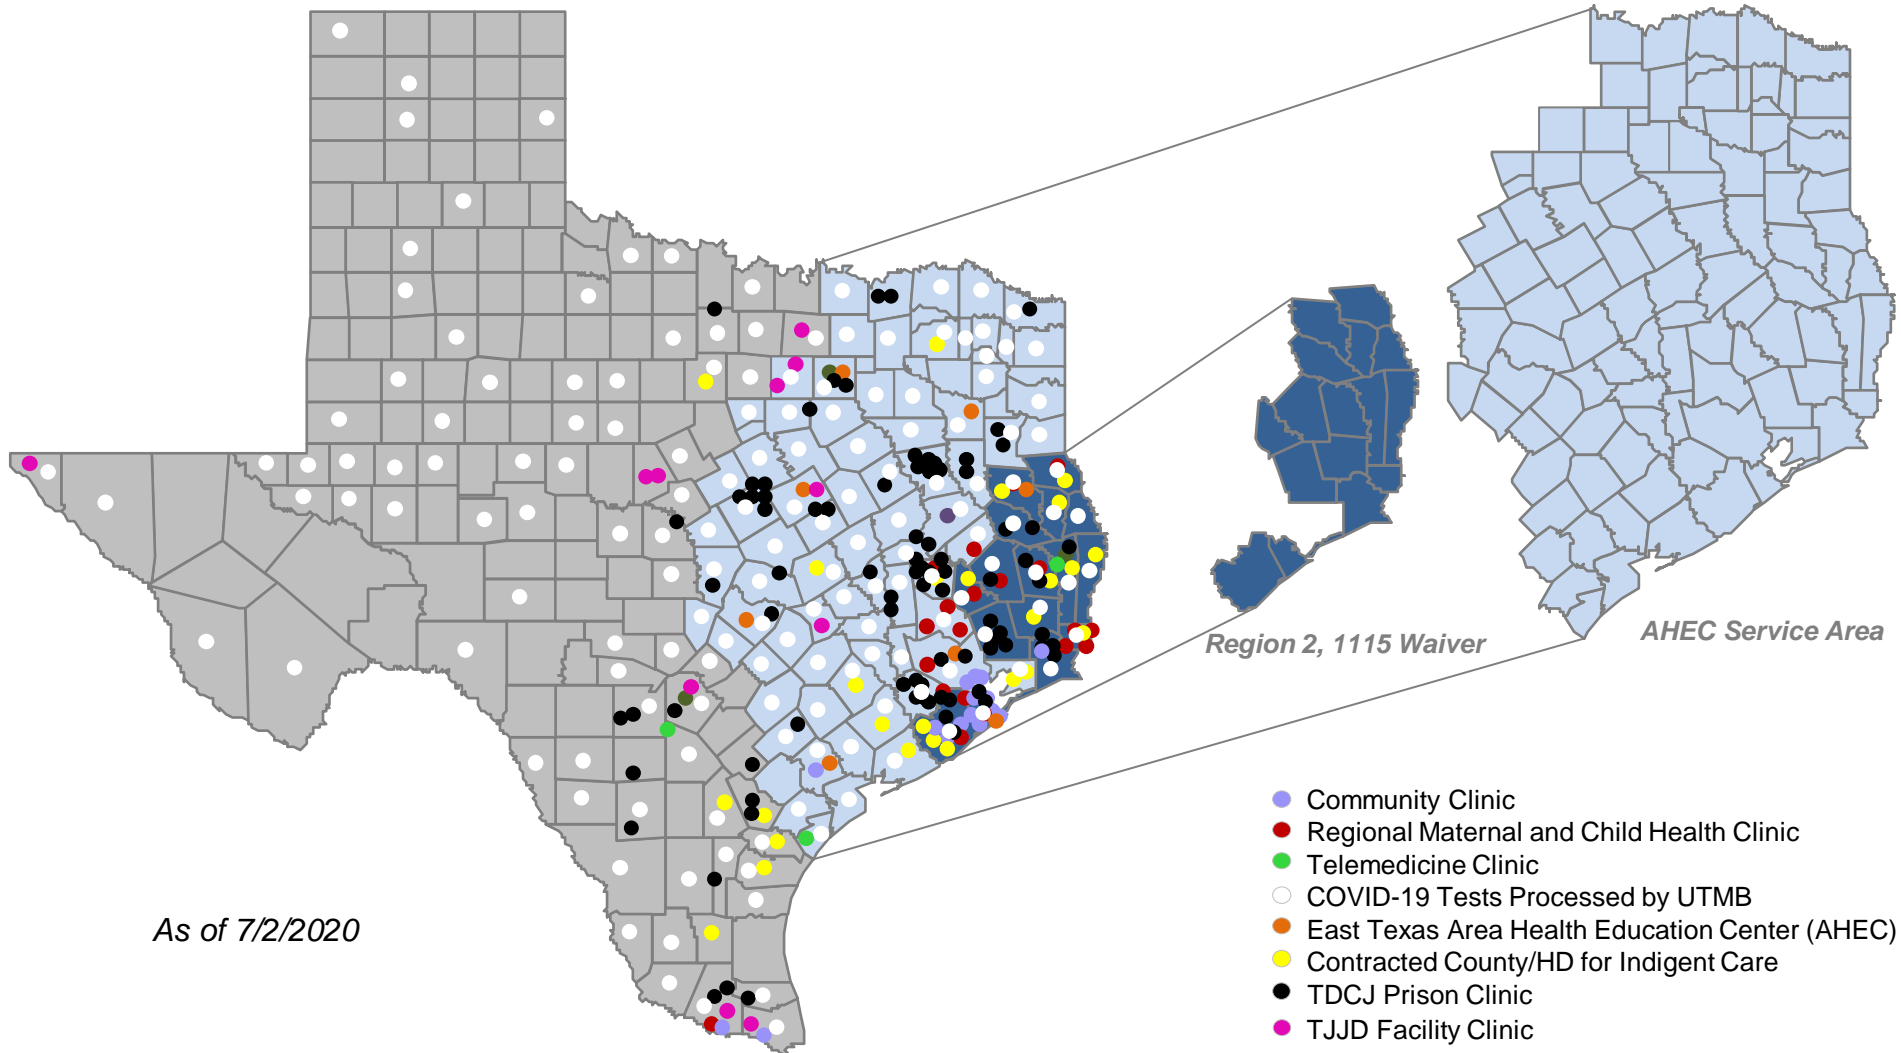 Region 2, 1115 Waiver
AHEC Service Area
As of 7/2/2020
Community Clinic
Regional Maternal and Child Health Clinic
Telemedicine Clinic
COVID-19 Tests Processed by UTMB
East Texas Area Health Education Center (AHEC)
Contracted County/HD for Indigent Care
TDCJ Prison Clinic
TJJD Facility Clinic